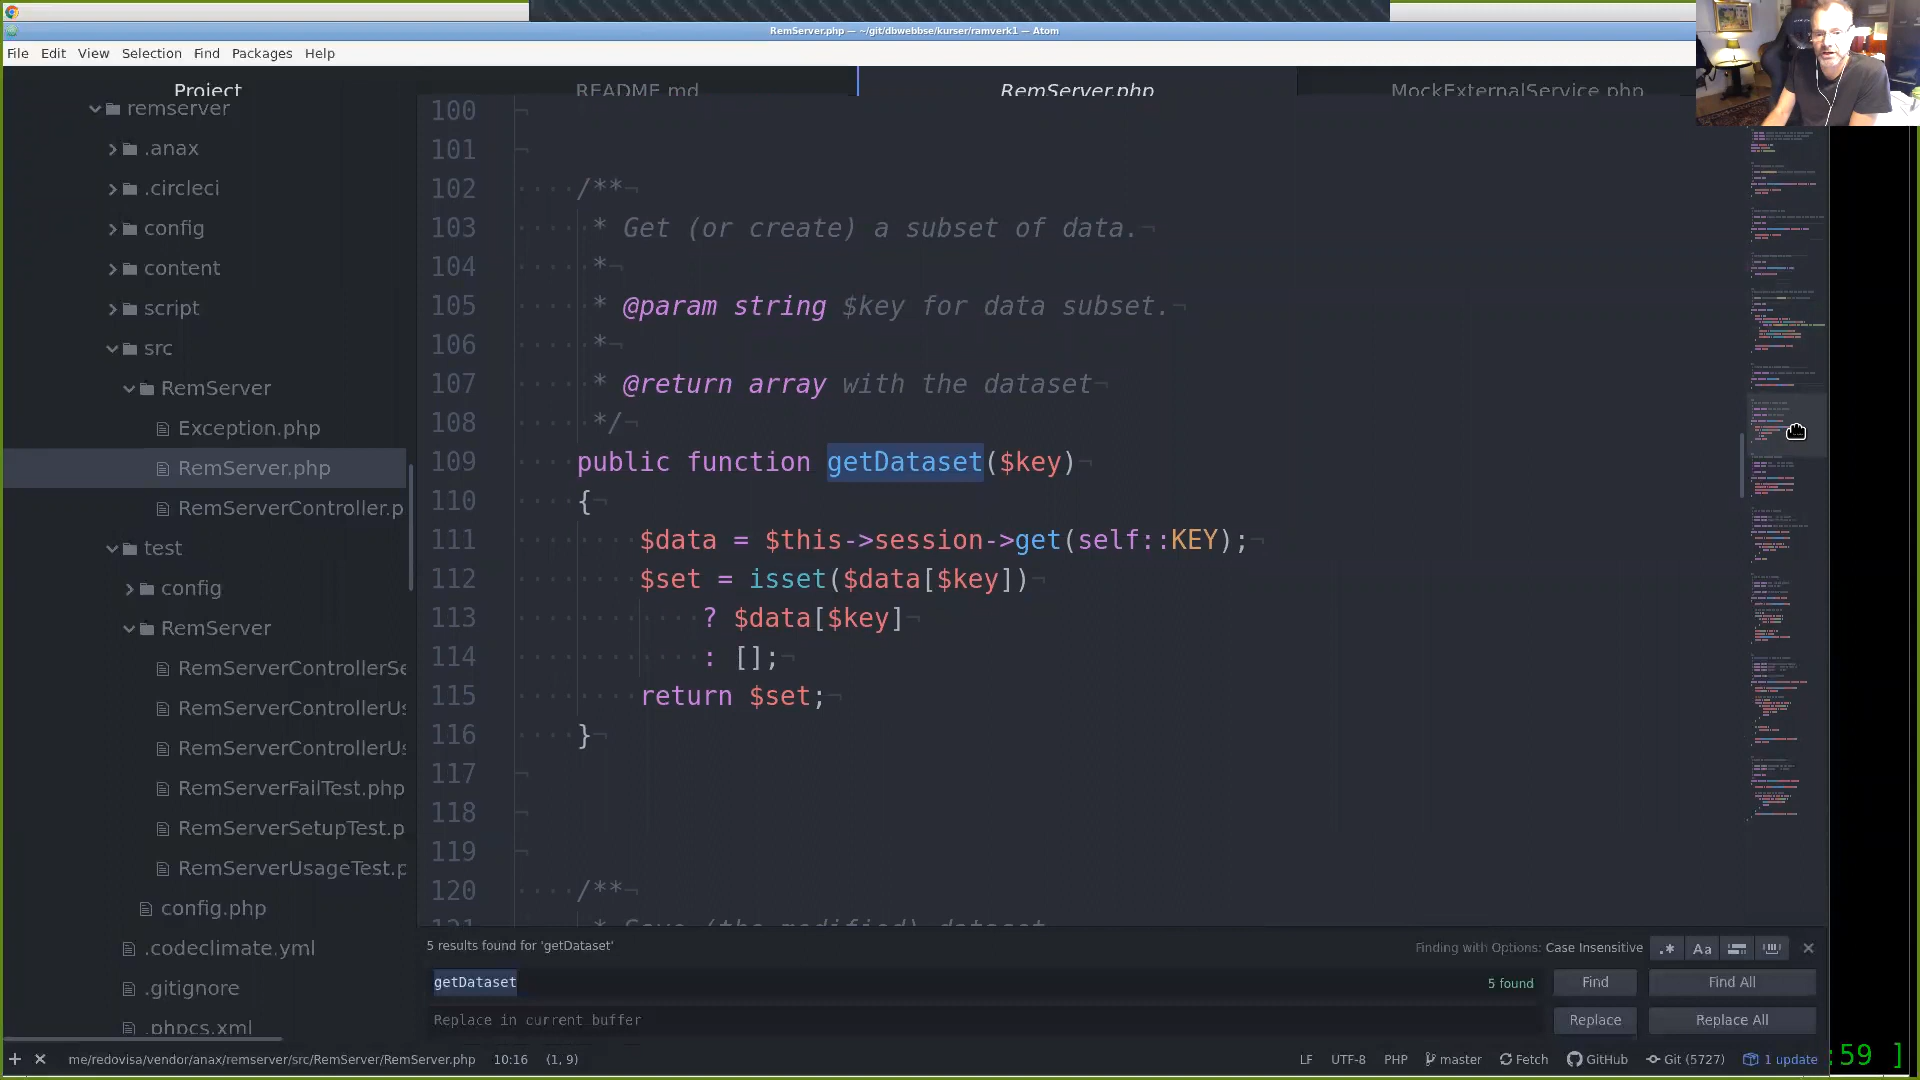 RemServer.php — ~/git/dbwebbse/kurser/ramverk1 — Atom
File Edit View Selection Find Packages Help
Project
README.md
RemServer.php
MockExternalService.php
remserver
.anax
.circleci
config
content
script
src
RemServer
Exception.php
RemServer.php
RemServerController.p
test
config
RemServer
RemServerControllerSe
RemServerControllerUs
RemServerControllerUs
RemServerFailTest.php
RemServerSetupTest.p
RemServerUsageTest.p
config.php
.codeclimate.yml
.gitignore
.phpcs.xml
100
101
102 /**
103 * Get (or create) a subset of data.
104 *
105 * @param string $key for data subset.
106 *
107 * @return array with the dataset
108 */
109 public function getDataset($key)
110 {
111 $data = $this->session->get(self::KEY);
112 $set = isset($data[$key])
113 ? $data[$key]
114 : [];
115 return $set;
116 }
117
118
119
120 /**
121 * Save (the modified) dataset
5 results found for 'getDataset'
Finding with Options: Case Insensitive
.* Aa
getDataset
5 found
Find
Find All
Replace in current buffer
Replace
Replace All
me/redovisa/vendor/anax/remserver/src/RemServer/RemServer.php 10:16 (1, 9)
LF UTF-8 PHP master Fetch GitHub Git (5727) 1 update
:59 ]